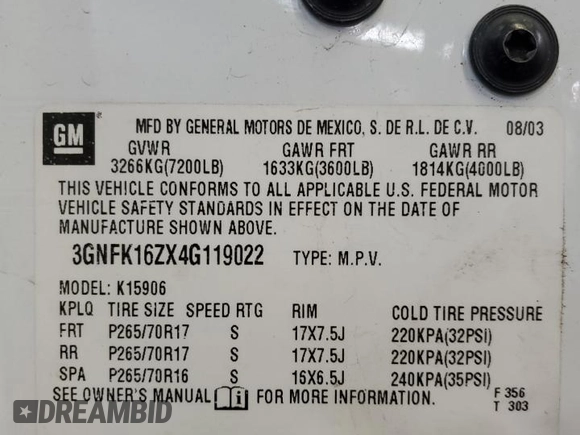 GM
MFD BY GENERAL MOTORS DE MEXICO, S. DE R.L. DE C.V. 08/03
GVWR GAWR FRT GAWR RR
3266KG(7200LB) 1633KG(3600LB) 1814KG(4000LB)
THIS VEHICLE CONFORMS TO ALL APPLICABLE U.S. FEDERAL MOTOR
VEHICLE SAFETY STANDARDS IN EFFECT ON THE DATE OF
MANUFACTURE SHOWN ABOVE.
3GNFK16ZX4G119022 TYPE: M.P.V.
MODEL: K15906
KPLQ TIRE SIZE SPEED RTG RIM COLD TIRE PRESSURE
FRT P265/70R17 S 17X7.5J 220KPA(32PSI)
RR P265/70R17 S 17X7.5J 220KPA(32PSI)
SPA P265/70R16 S 16X6.5J 240KPA(35PSI)
SEE OWNER'S MANUAL i FOR MORE INFORMATION. F 356
T 303
DREAMBID